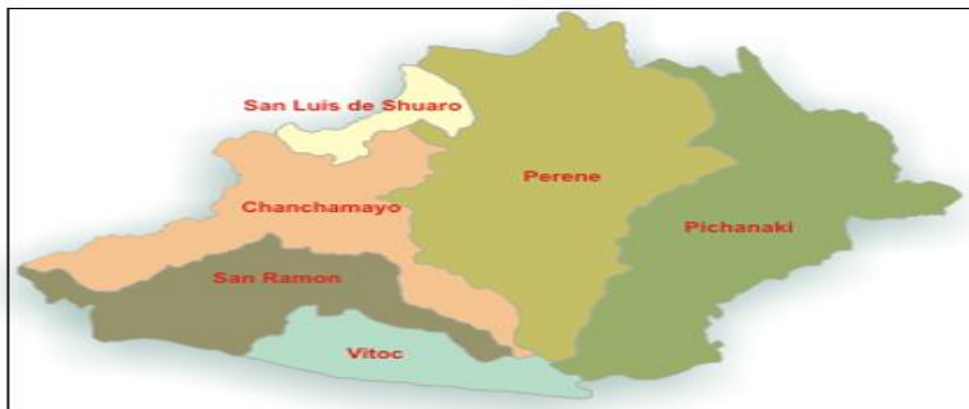 San Luis de Shuaro
Perene
Chanchamayo
Pichanaki
San Ramon
Vitoc